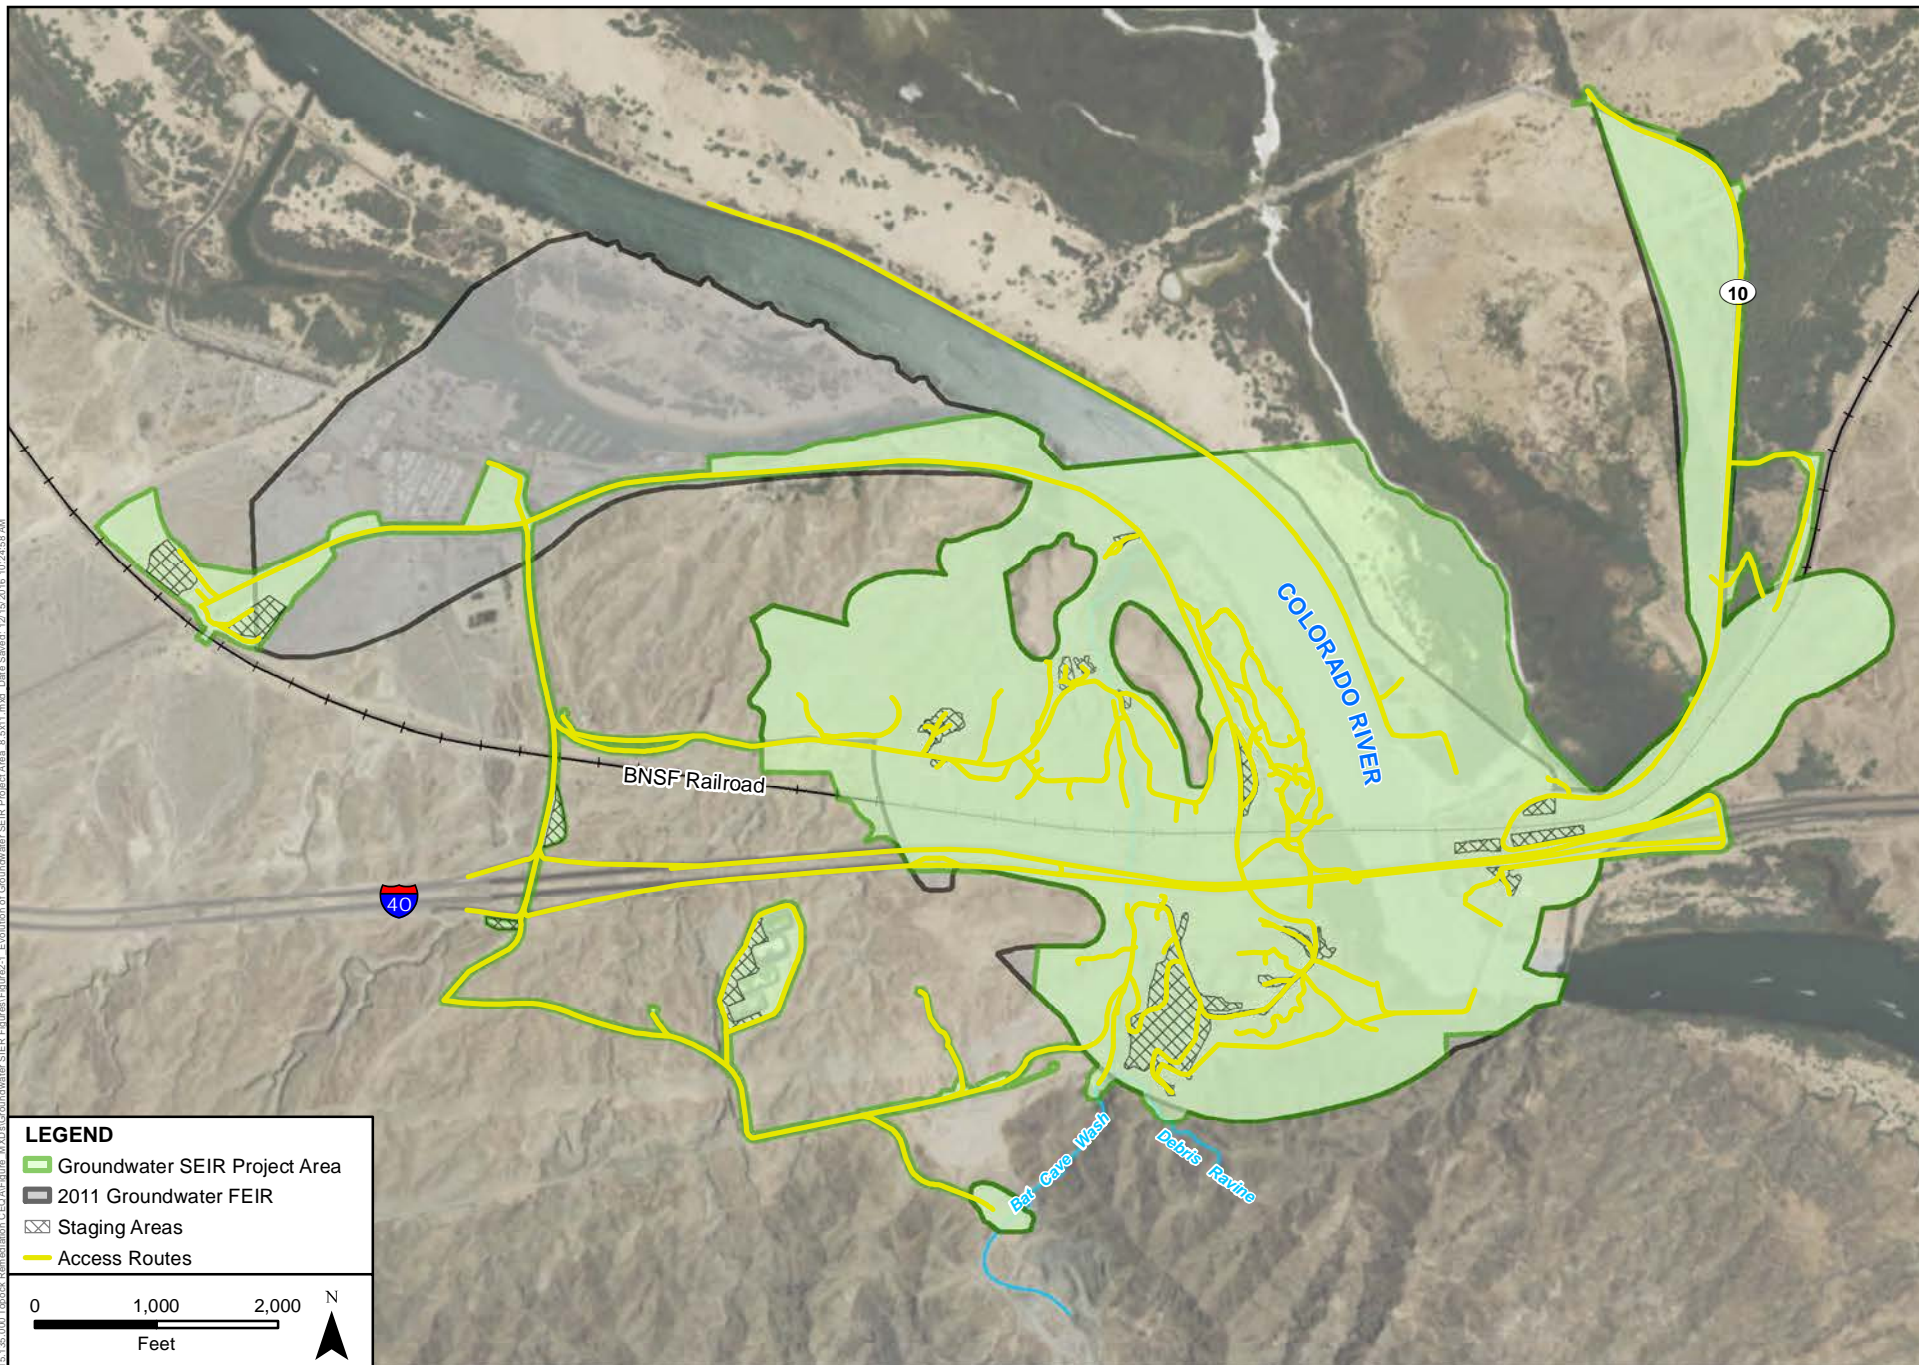 10
COLORADO RIVER
BNSF Railroad
40
Bat Cave Wash
Debris Ravine
LEGEND
Groundwater SEIR Project Area
2011 Groundwater FEIR
Staging Areas
Access Routes
0 1,000 2,000
Feet
N